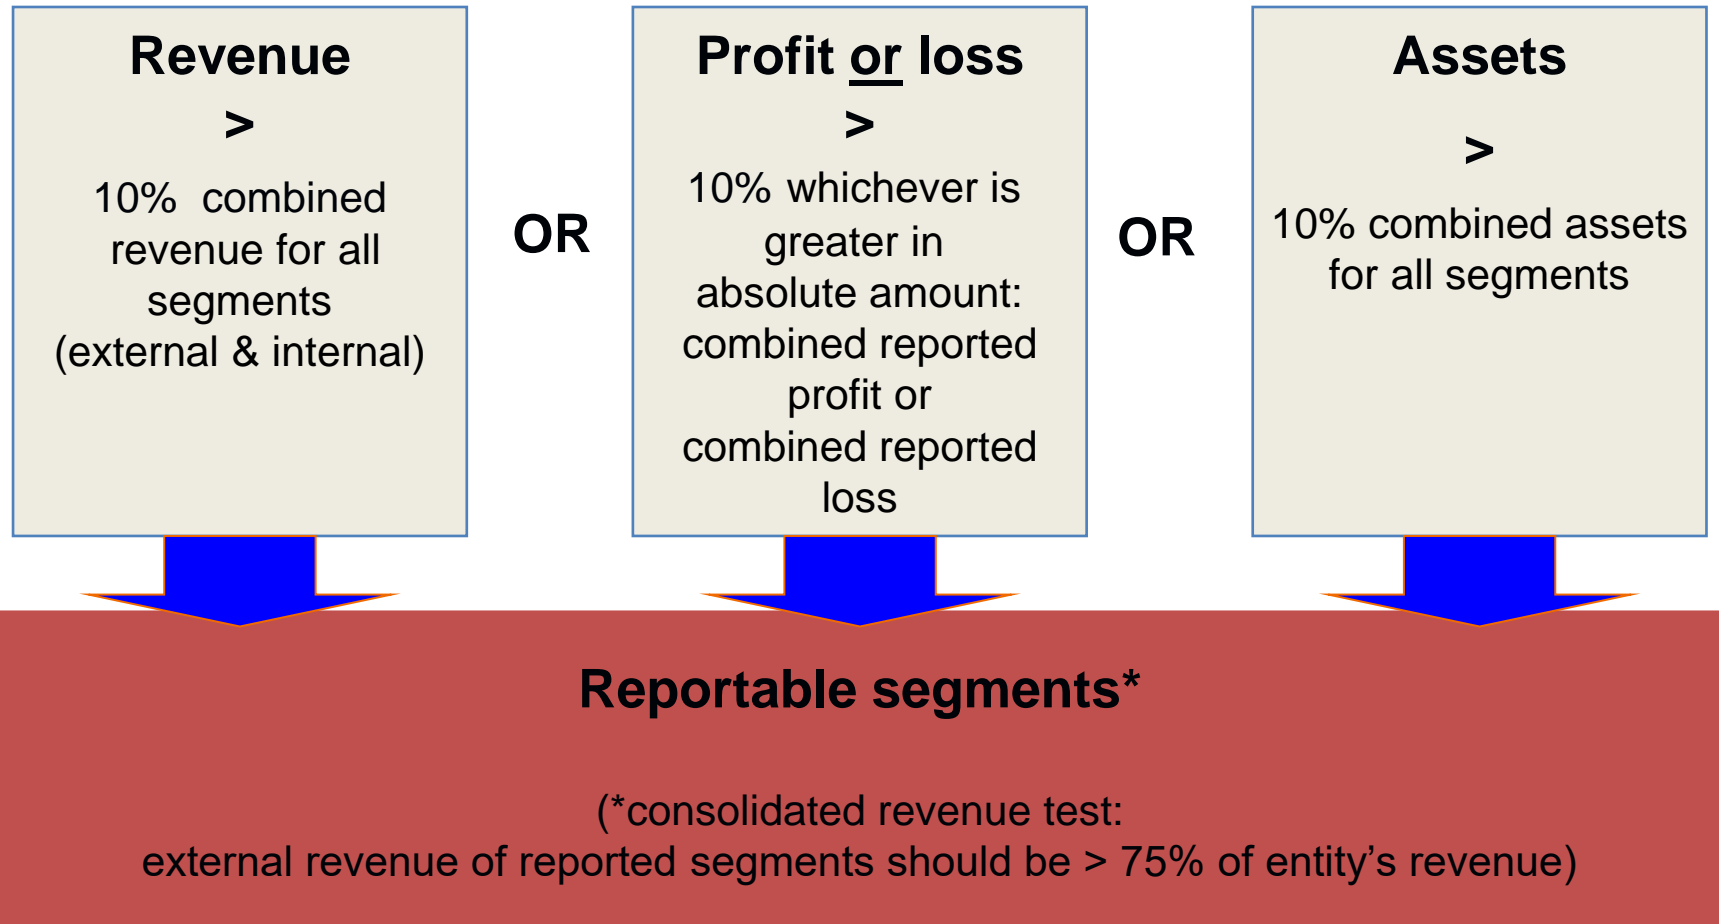 Revenue
>
10% combined
revenue for all
segments
(external & internal)
OR
Profit or loss
>
10% whichever is
greater in
absolute amount:
combined reported
profit or
combined reported
loss
OR
Assets
>
10% combined assets
for all segments
Reportable segments*
(*consolidated revenue test:
external revenue of reported segments should be > 75% of entity's revenue)